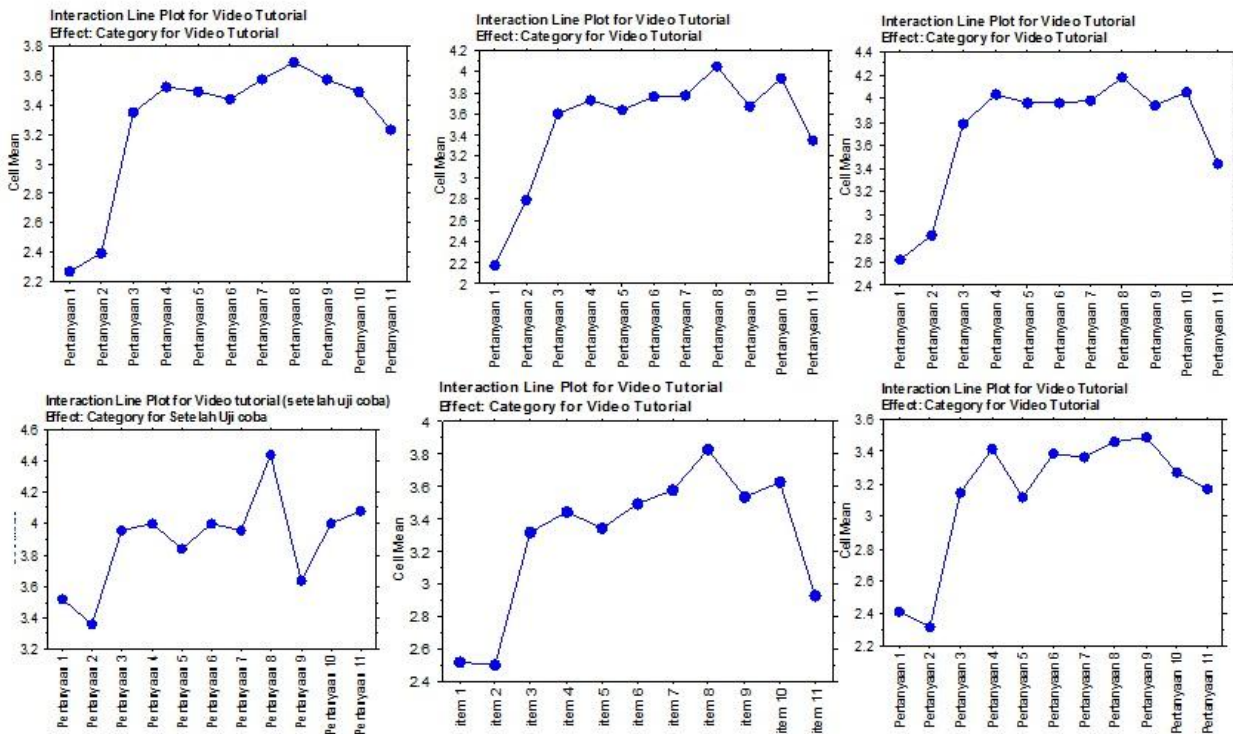 Interaction Line Plot for Video Tutorial
Effect: Category for Video Tutorial
3.8
3.6
3.4
3.2
3
2.8
2.6
2.4
2.2
Cell Mean
Pertanyaan 1
Pertanyaan 2
Pertanyaan 3
Pertanyaan 4
Pertanyaan 5
Pertanyaan 6
Pertanyaan 7
Pertanyaan 8
Pertanyaan 9
Pertanyaan 10
Pertanyaan 11
Interaction Line Plot for Video Tutorial
Effect: Category for Video Tutorial
4.2
4
3.8
3.6
3.4
3.2
3
2.8
2.6
2.4
2.2
2
Cell Mean
Pertanyaan 1
Pertanyaan 2
Pertanyaan 3
Pertanyaan 4
Pertanyaan 5
Pertanyaan 6
Pertanyaan 7
Pertanyaan 8
Pertanyaan 9
Pertanyaan 10
Pertanyaan 11
Interaction Line Plot for Video Tutorial
Effect: Category for Video Tutorial
4.4
4.2
4
3.8
3.6
3.4
3.2
3
2.8
2.6
2.4
Cell Mean
Pertanyaan 1
Pertanyaan 2
Pertanyaan 3
Pertanyaan 4
Pertanyaan 5
Pertanyaan 6
Pertanyaan 7
Pertanyaan 8
Pertanyaan 9
Pertanyaan 10
Pertanyaan 11
Interaction Line Plot for Video tutorial (setelah uji coba)
Effect: Category for Setelah Uji coba
4.6
4.4
4.2
4
3.8
3.6
3.4
3.2
Pertanyaan 1
Pertanyaan 2
Pertanyaan 3
Pertanyaan 4
Pertanyaan 5
Pertanyaan 6
Pertanyaan 7
Pertanyaan 8
Pertanyaan 9
Pertanyaan 10
Pertanyaan 11
Interaction Line Plot for Video Tutorial
Effect: Category for Video Tutorial
4
3.8
3.6
3.4
3.2
3
2.8
2.6
2.4
Cell Mean
item 1
item 2
item 3
item 4
item 5
item 6
item 7
item 8
item 9
item 10
item 11
Interaction Line Plot for Video Tutorial
Effect: Category for Video Tutorial
3.6
3.4
3.2
3
2.8
2.6
2.4
2.2
Cell Mean
Pertanyaan 1
Pertanyaan 2
Pertanyaan 3
Pertanyaan 4
Pertanyaan 5
Pertanyaan 6
Pertanyaan 7
Pertanyaan 8
Pertanyaan 9
Pertanyaan 10
Pertanyaan 11